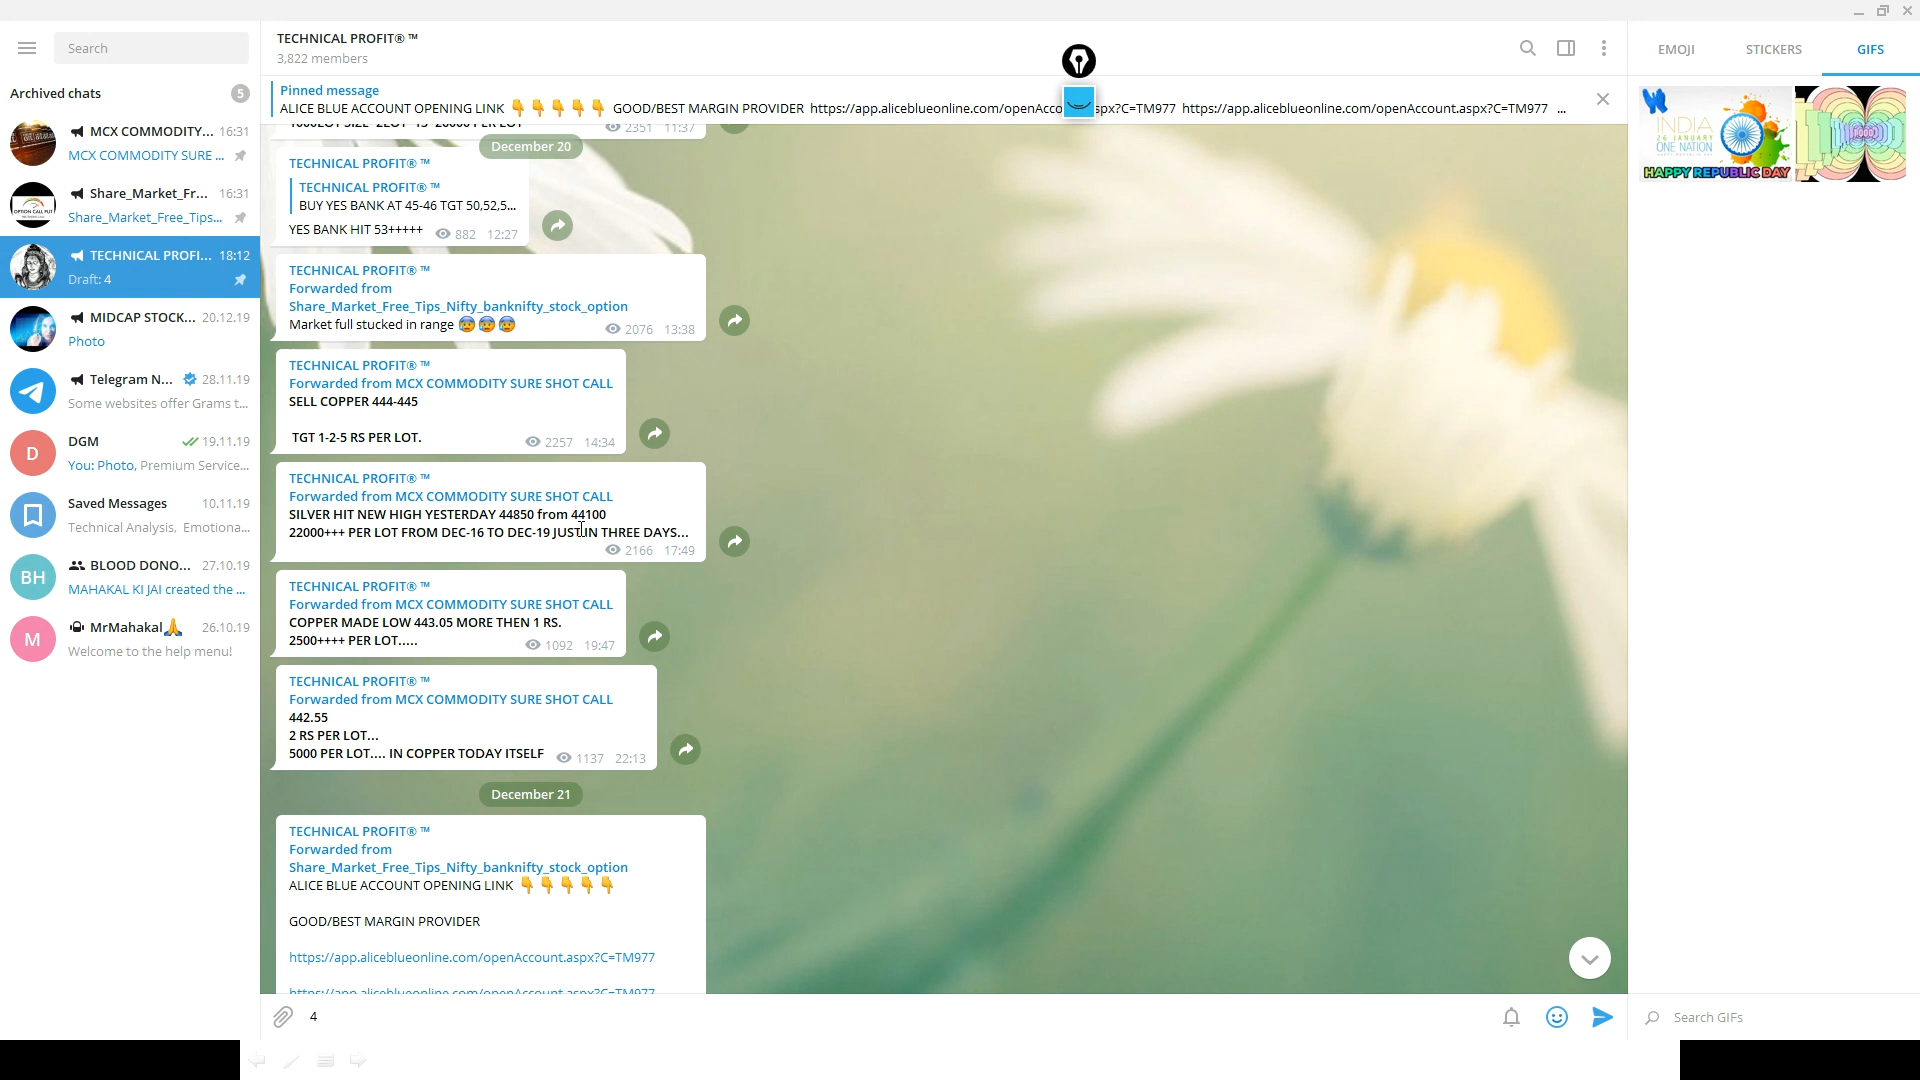 Search
Archived chats
5
MCX COMMODITY... 16:31
MCX COMMODITY SURE ...
Share_Market_Fr... 16:31
Share_Market_Free_Tips...
TECHNICAL PROFI... 18:12
Draft: 4
MIDCAP STOCK... 20.12.19
Photo
Telegram N... 28.11.19
Some websites offer Grams t...
D
DGM 19.11.19
You: Photo, Premium Service...
Saved Messages 10.11.19
Technical Analysis, Emotiona...
BH
BLOOD DONO... 27.10.19
MAHAKAL KI JAI created the ...
M
MrMahakal🙏 26.10.19
Welcome to the help menu!
TECHNICAL PROFIT® ™
3,822 members
Pinned message
ALICE BLUE ACCOUNT OPENING LINK 👇👇👇👇👇 GOOD/BEST MARGIN PROVIDER https://app.aliceblueonline.com/openAcco spx?C=TM977 https://app.aliceblueonline.com/openAccount.aspx?C=TM977 ...
2351 11:37
December 20
TECHNICAL PROFIT® ™
TECHNICAL PROFIT® ™
BUY YES BANK AT 45-46 TGT 50,52,5...
YES BANK HIT 53+++++ 882 12:27
TECHNICAL PROFIT® ™
Forwarded from
Share_Market_Free_Tips_Nifty_banknifty_stock_option
Market full stucked in range 😰😰😰 2076 13:38
TECHNICAL PROFIT® ™
Forwarded from MCX COMMODITY SURE SHOT CALL
SELL COPPER 444-445
TGT 1-2-5 RS PER LOT. 2257 14:34
TECHNICAL PROFIT® ™
Forwarded from MCX COMMODITY SURE SHOT CALL
SILVER HIT NEW HIGH YESTERDAY 44850 from 44100
22000+++ PER LOT FROM DEC-16 TO DEC-19 JUST IN THREE DAYS...
2166 17:49
TECHNICAL PROFIT® ™
Forwarded from MCX COMMODITY SURE SHOT CALL
COPPER MADE LOW 443.05 MORE THEN 1 RS.
2500++++ PER LOT..... 1092 19:47
TECHNICAL PROFIT® ™
Forwarded from MCX COMMODITY SURE SHOT CALL
442.55
2 RS PER LOT...
5000 PER LOT.... IN COPPER TODAY ITSELF 1137 22:13
December 21
TECHNICAL PROFIT® ™
Forwarded from
Share_Market_Free_Tips_Nifty_banknifty_stock_option
ALICE BLUE ACCOUNT OPENING LINK 👇👇👇👇👇
GOOD/BEST MARGIN PROVIDER
https://app.aliceblueonline.com/openAccount.aspx?C=TM977
https://app.aliceblueonline.com/openAccount.aspx?C=TM977
4
EMOJI STICKERS GIFS
INDIA
26 JANUARY
ONE NATION
HAPPY REPUBLIC DAY
Search GIFs